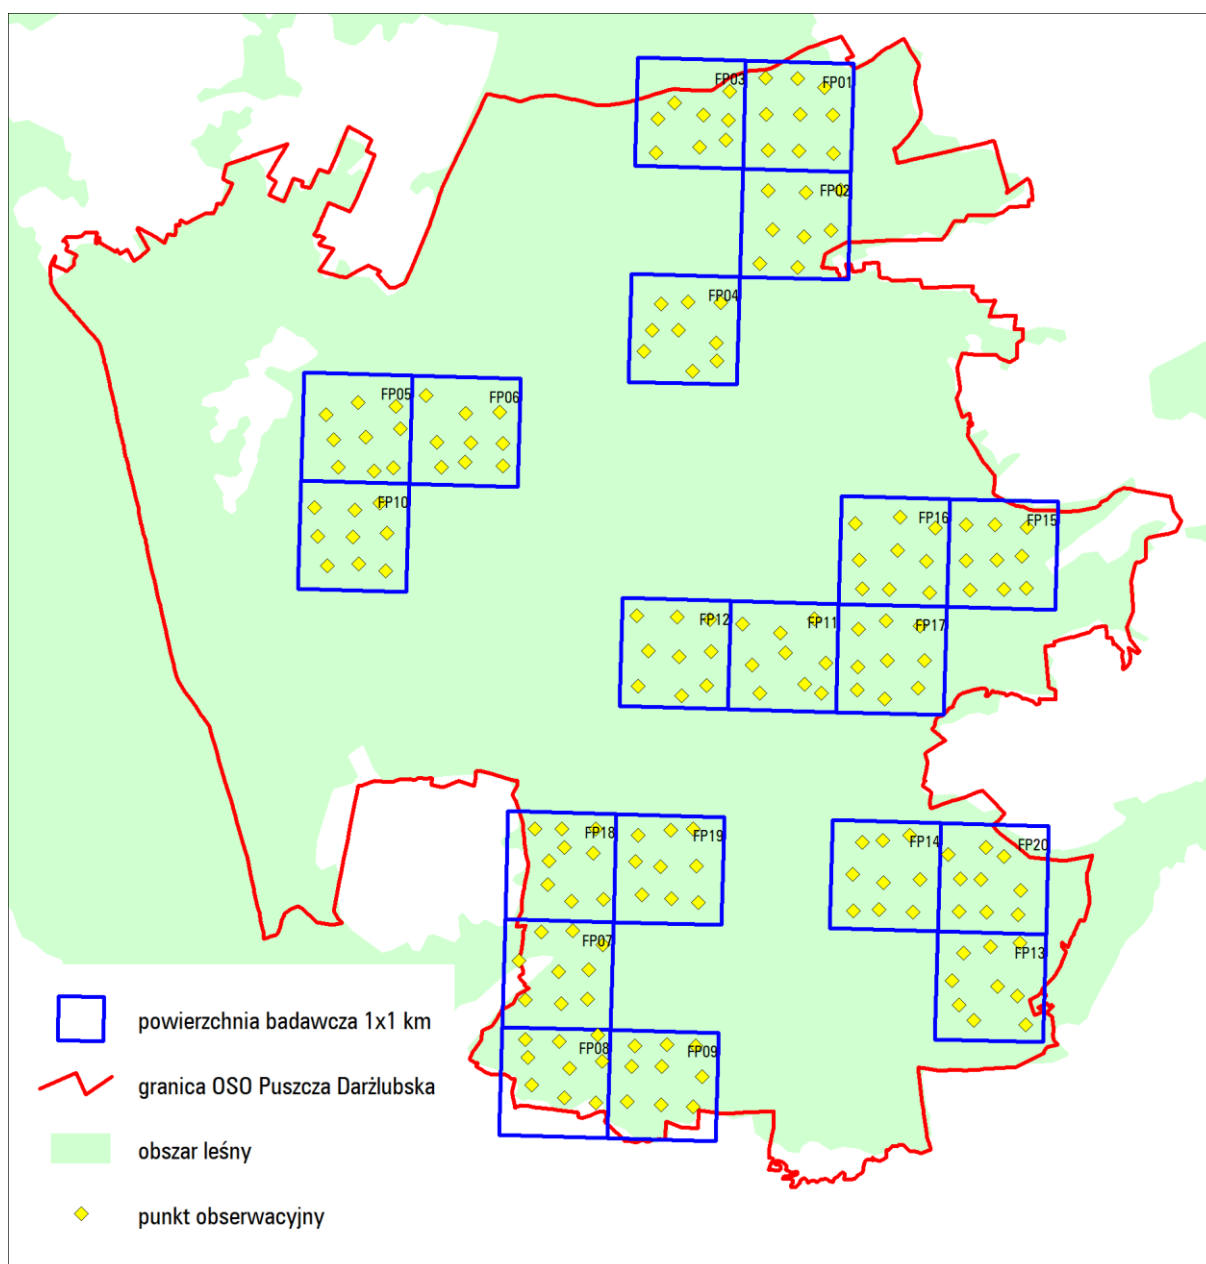 FP03
FP01
FP02
FP04
FP05
FP06
FP10
FP16
FP15
FP12
FP11
FP17
FP18
FP19
FP14
FP20
FP07
FP13
FP08
FP09
powierzchnia badawcza 1x1 km
granica OSO Puszcza Darżlubska
obszar leśny
punkt obserwacyjny